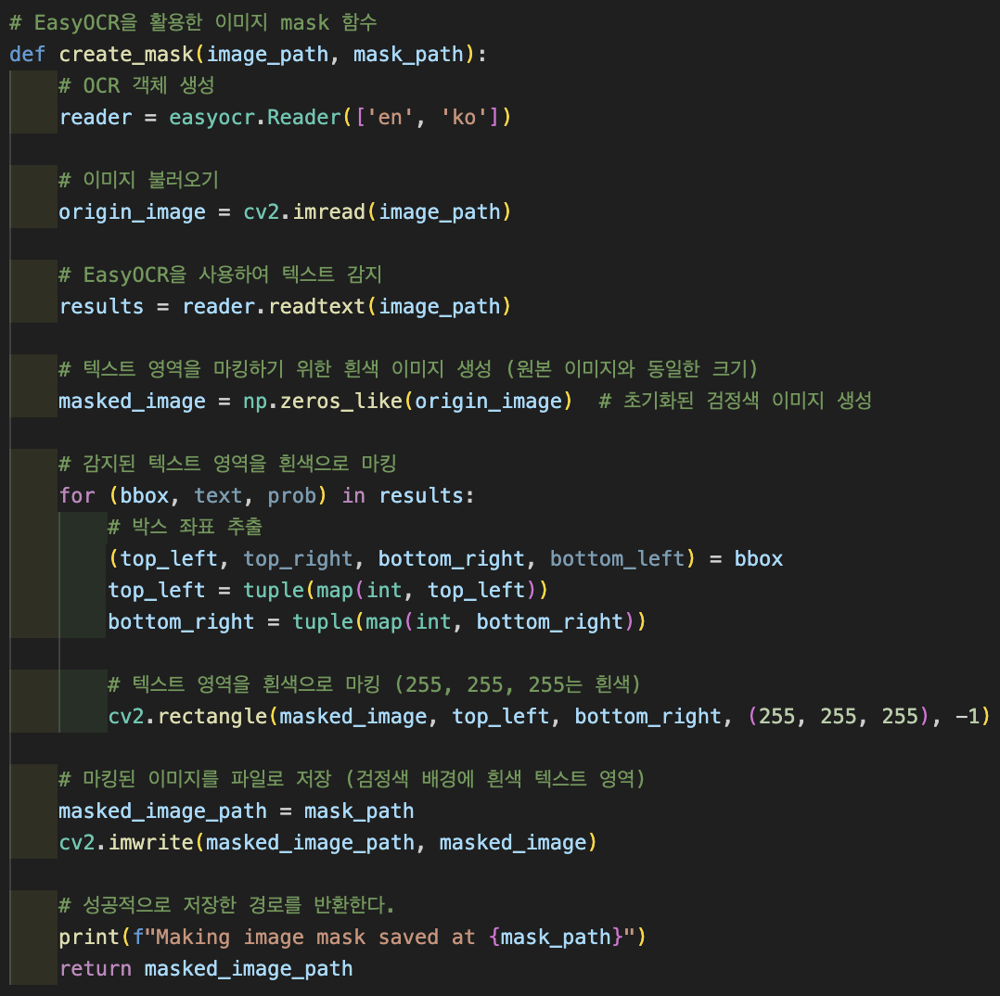 # EasyOCR을 활용한 이미지 mask 함수
def create_mask(image_path, mask_path):
    # OCR 객체 생성
    reader = easyocr.Reader(['en', 'ko'])

    # 이미지 불러오기
    origin_image = cv2.imread(image_path)

    # EasyOCR을 사용하여 텍스트 감지
    results = reader.readtext(image_path)

    # 텍스트 영역을 마킹하기 위한 흰색 이미지 생성 (원본 이미지와 동일한 크기)
    masked_image = np.zeros_like(origin_image)  # 초기화된 검정색 이미지 생성

    # 감지된 텍스트 영역을 흰색으로 마킹
    for (bbox, text, prob) in results:
        # 박스 좌표 추출
        (top_left, top_right, bottom_right, bottom_left) = bbox
        top_left = tuple(map(int, top_left))
        bottom_right = tuple(map(int, bottom_right))

        # 텍스트 영역을 흰색으로 마킹 (255, 255, 255는 흰색)
        cv2.rectangle(masked_image, top_left, bottom_right, (255, 255, 255), -1)

    # 마킹된 이미지를 파일로 저장 (검정색 배경에 흰색 텍스트 영역)
    masked_image_path = mask_path
    cv2.imwrite(masked_image_path, masked_image)

    # 성공적으로 저장한 경로를 반환한다.
    print(f"Making image mask saved at {mask_path}")
    return masked_image_path